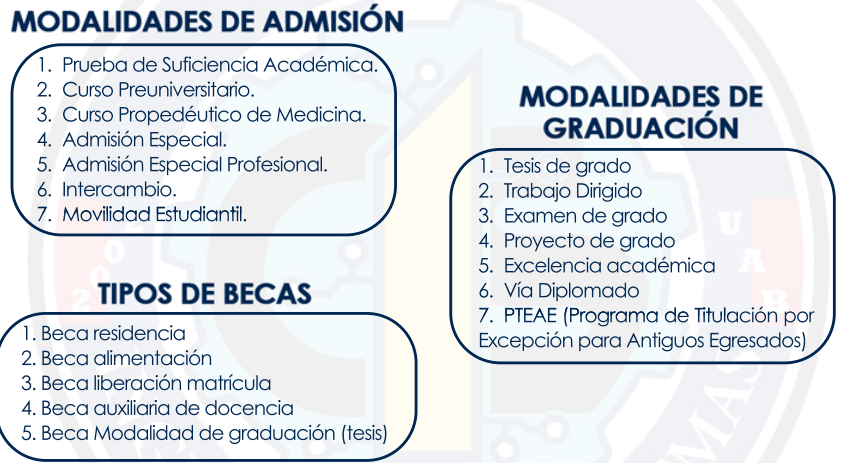 MODALIDADES DE ADMISIÓN
1. Prueba de Suficiencia Académica.
2. Curso Preuniversitario.
3. Curso Propedéutico de Medicina.
4. Admisión Especial.
5. Admisión Especial Profesional.
6. Intercambio.
7. Movilidad Estudiantil.
TIPOS DE BECAS
1. Beca residencia
2. Beca alimentación
3. Beca liberación matrícula
4. Beca auxiliaria de docencia
5. Beca Modalidad de graduación (tesis)
MODALIDADES DE
GRADUACIÓN
1. Tesis de grado
2. Trabajo Dirigido
3. Examen de grado
4. Proyecto de grado
5. Excelencia académica
6. Vía Diplomado
7. PTEAE (Programa de Titulación por
Excepción para Antiguos Egresados)
UAB